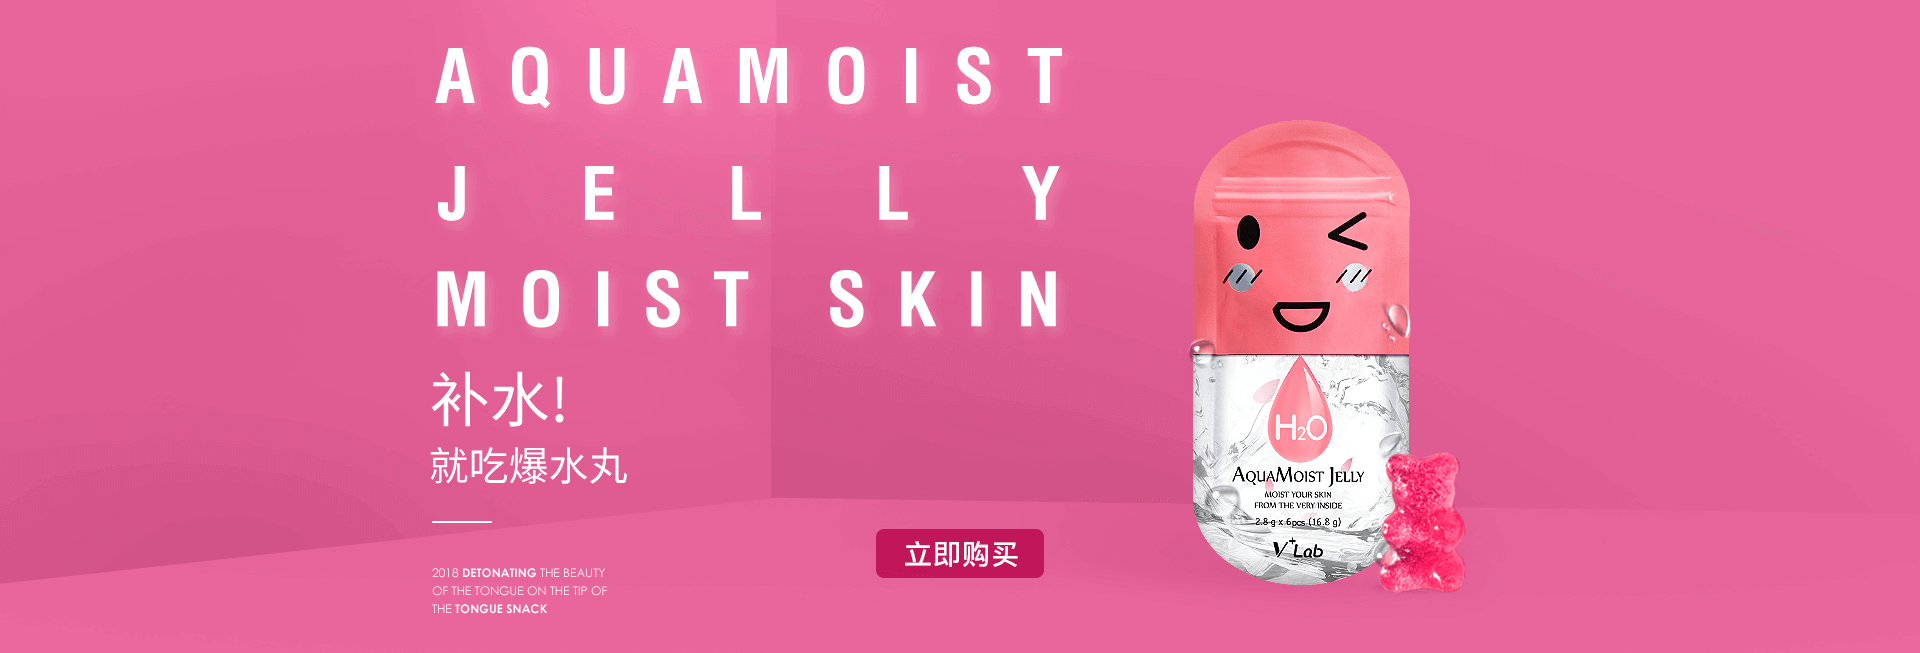 AQUAMOIST
JELLY
MOIST SKIN
补水!
就吃爆水丸
2018 DETONATING THE BEAUTY
OF THE TONGUE ON THE TIP OF
THE TONGUE SNACK
立即购买
H2O
AQUAMOIST JELLY
MOIST YOUR SKIN
FROM THE VERY INSIDE
2.8 g x 6pcs (16.8 g)
V+Lab